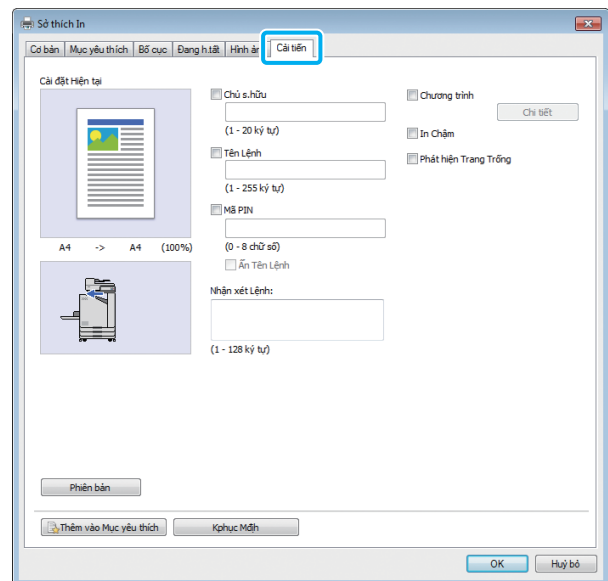 Sở thích In
Cơ bản Mục yêu thích Bố cục Đang h.tất Hình ản Cải tiến
Cài đặt Hiện tại
A4 -> A4 (100%)
Chủ s.hữu
(1 - 20 ký tự)
Tên Lệnh
(1 - 255 ký tự)
Mã PIN
(0 - 8 chữ số)
Ẩn Tên Lệnh
Nhận xét Lệnh:
(1 - 128 ký tự)
Chương trình
Chi tiết
In Chậm
Phát hiện Trang Trống
Phiên bản
Thêm vào Mục yêu thích Kphục Mđịh
OK Huỷ bỏ